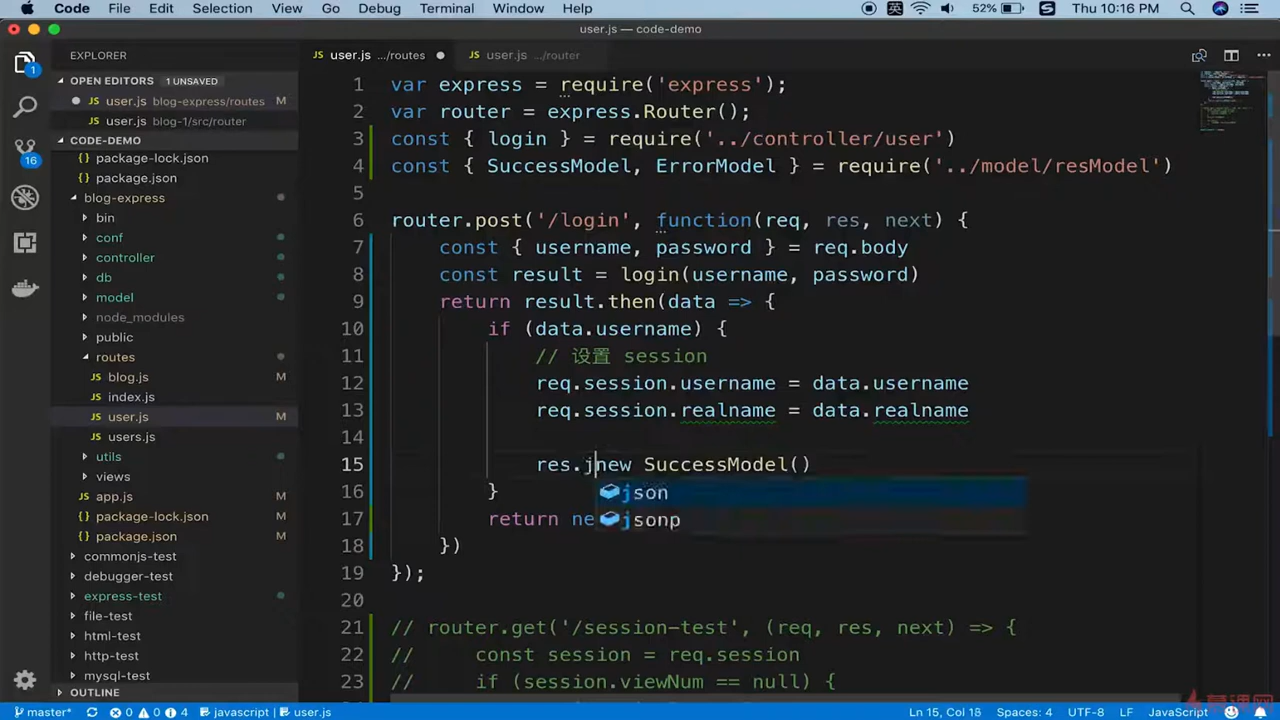 Code File Edit Selection View Go Debug Terminal Window Help 英 52% S Thu 10:16 PM
user.js — code-demo
EXPLORER
JS user.js .../routes
JS user.js .../router
1
OPEN EDITORS 1 UNSAVED
JS user.js blog-express/routes M
JS user.js blog-1/src/router
CODE-DEMO
16
package-lock.json
package.json
blog-express
bin
conf
controller
db
model
node_modules
public
routes
JS blog.js M
JS index.js
JS user.js M
JS users.js
utils
views
JS app.js M
package-lock.json M
package.json M
commonjs-test
debugger-test
express-test
file-test
html-test
http-test
mysql-test
OUTLINE
1 var express = require('express');
2 var router = express.Router();
3 const { login } = require('../controller/user')
4 const { SuccessModel, ErrorModel } = require('../model/resModel')
5
6 router.post('/login', function(req, res, next) {
7 const { username, password } = req.body
8 const result = login(username, password)
9 return result.then(data => {
10 if (data.username) {
11 // 设置 session
12 req.session.username = data.username
13 req.session.realname = data.realname
14
15 res.jnew SuccessModel()
json
jsonp
16 }
17 return ne
18 })
19 });
20
21 // router.get('/session-test', (req, res, next) => {
22 // const session = req.session
23 // if (session.viewNum == null) {
master* 0 0 4 javascript | user.js Ln 15, Col 18 Spaces: 4 UTF-8 LF JavaScript